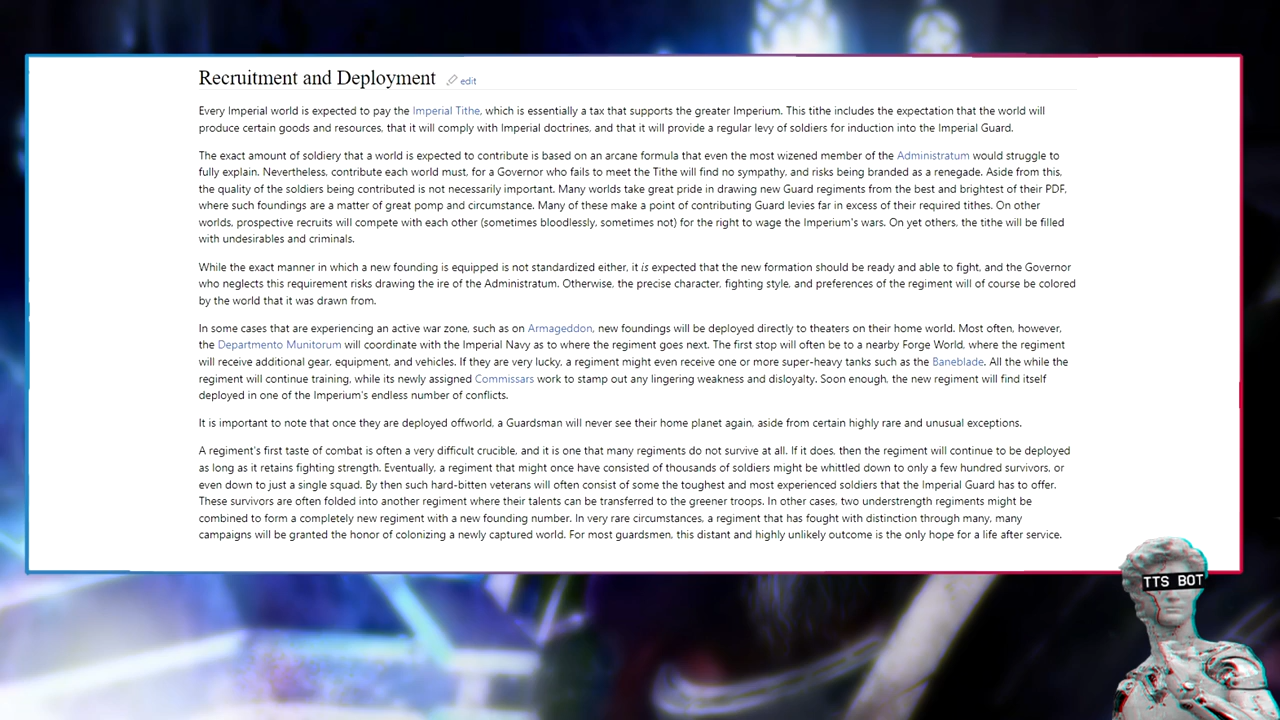 Recruitment and Deployment edit
Every Imperial world is expected to pay the Imperial Tithe, which is essentially a tax that supports the greater Imperium. This tithe includes the expectation that the world will
produce certain goods and resources, that it will comply with Imperial doctrines, and that it will provide a regular levy of soldiers for induction into the Imperial Guard.
The exact amount of soldiery that a world is expected to contribute is based on an arcane formula that even the most wizened member of the Administratum would struggle to
fully explain. Nevertheless, contribute each world must, for a Governor who fails to meet the Tithe will find no sympathy, and risks being branded as a renegade. Aside from this,
the quality of the soldiers being contributed is not necessarily important. Many worlds take great pride in drawing new Guard regiments from the best and brightest of their PDF,
where such foundings are a matter of great pomp and circumstance. Many of these make a point of contributing Guard levies far in excess of their required tithes. On other
worlds, prospective recruits will compete with each other (sometimes bloodlessly, sometimes not) for the right to wage the Imperium's wars. On yet others, the tithe will be filled
with undesirables and criminals.
While the exact manner in which a new founding is equipped is not standardized either, it is expected that the new formation should be ready and able to fight, and the Governor
who neglects this requirement risks drawing the ire of the Administratum. Otherwise, the precise character, fighting style, and preferences of the regiment will of course be colored
by the world that it was drawn from.
In some cases that are experiencing an active war zone, such as on Armageddon, new foundings will be deployed directly to theaters on their home world. Most often, however,
the Departmento Munitorum will coordinate with the Imperial Navy as to where the regiment goes next. The first stop will often be to a nearby Forge World, where the regiment
will receive additional gear, equipment, and vehicles. If they are very lucky, a regiment might even receive one or more super-heavy tanks such as the Baneblade. All the while the
regiment will continue training, while its newly assigned Commissars work to stamp out any lingering weakness and disloyalty. Soon enough, the new regiment will find itself
deployed in one of the Imperium's endless number of conflicts.
It is important to note that once they are deployed offworld, a Guardsman will never see their home planet again, aside from certain highly rare and unusual exceptions.
A regiment's first taste of combat is often a very difficult crucible, and it is one that many regiments do not survive at all. If it does, then the regiment will continue to be deployed
as long as it retains fighting strength. Eventually, a regiment that might once have consisted of thousands of soldiers might be whittled down to only a few hundred survivors, or
even down to just a single squad. By then such hard-bitten veterans will often consist of some the toughest and most experienced soldiers that the Imperial Guard has to offer.
These survivors are often folded into another regiment where their talents can be transferred to the greener troops. In other cases, two understrength regiments might be
combined to form a completely new regiment with a new founding number. In very rare circumstances, a regiment that has fought with distinction through many, many
campaigns will be granted the honor of colonizing a newly captured world. For most guardsmen, this distant and highly unlikely outcome is the only hope for a life after service.
TTS BOT